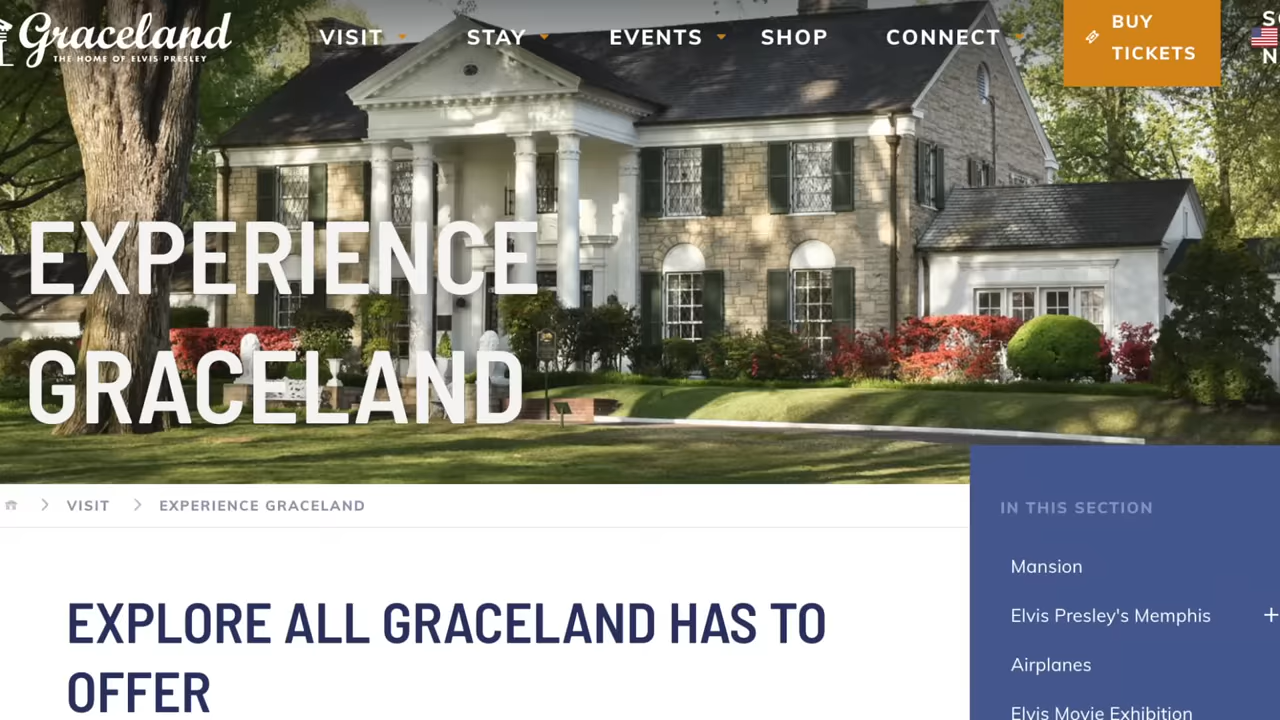 Graceland
THE HOME OF ELVIS PRESLEY
VISIT
STAY
EVENTS
SHOP
CONNECT
BUY
TICKETS
EXPERIENCE
GRACELAND
VISIT
EXPERIENCE GRACELAND
EXPLORE ALL GRACELAND HAS TO
OFFER
IN THIS SECTION
Mansion
Elvis Presley's Memphis
+
Airplanes
Elvis Movie Exhibition